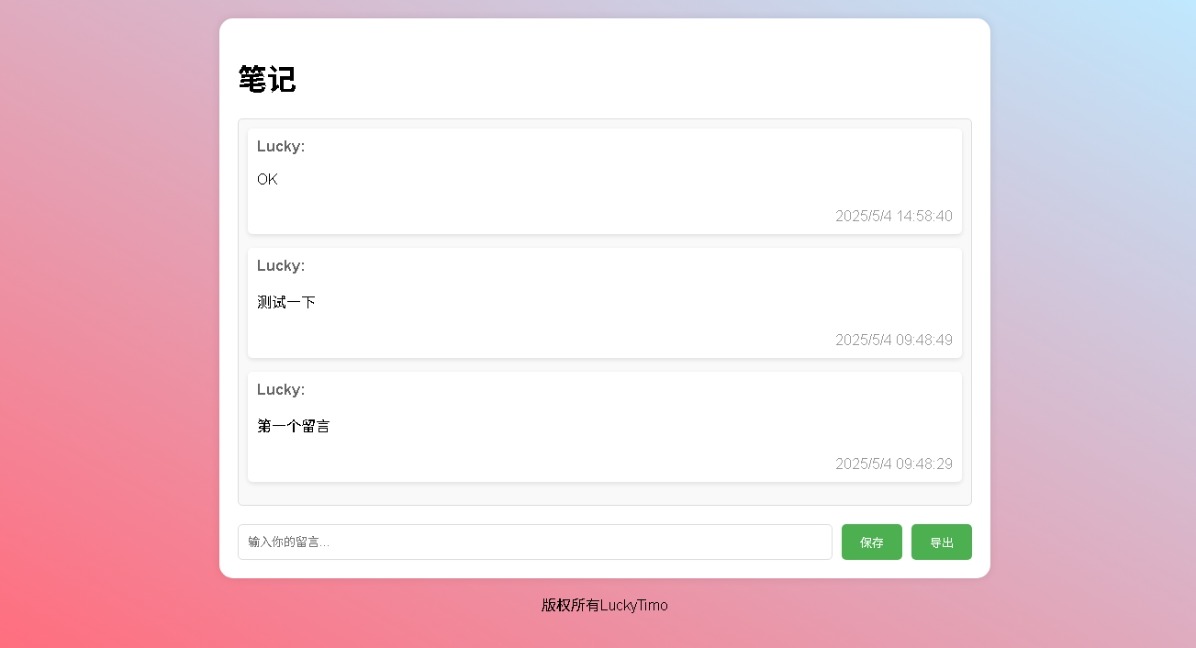 笔记
Lucky:
OK
2025/5/4 14:58:40
Lucky:
测试一下
2025/5/4 09:48:49
Lucky:
第一个留言
2025/5/4 09:48:29
输入你的留言...
保存
导出
版权所有LuckyTimo